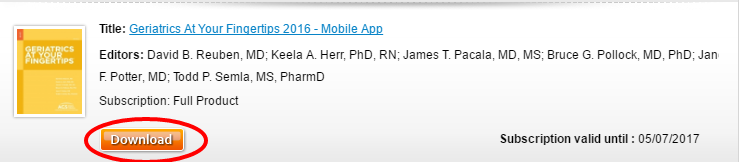 Title: Geriatrics At Your Fingertips 2016 - Mobile App
GERIATRICS
AT YOUR
FINGERTIPS
Editors: David B. Reuben, MD; Keela A. Herr, PhD, RN; James T. Pacala, MD, MS; Bruce G. Pollock, MD, PhD; Jane
F. Potter, MD; Todd P. Semla, MS, PharmD
Subscription: Full Product
Download
Subscription valid until : 05/07/2017